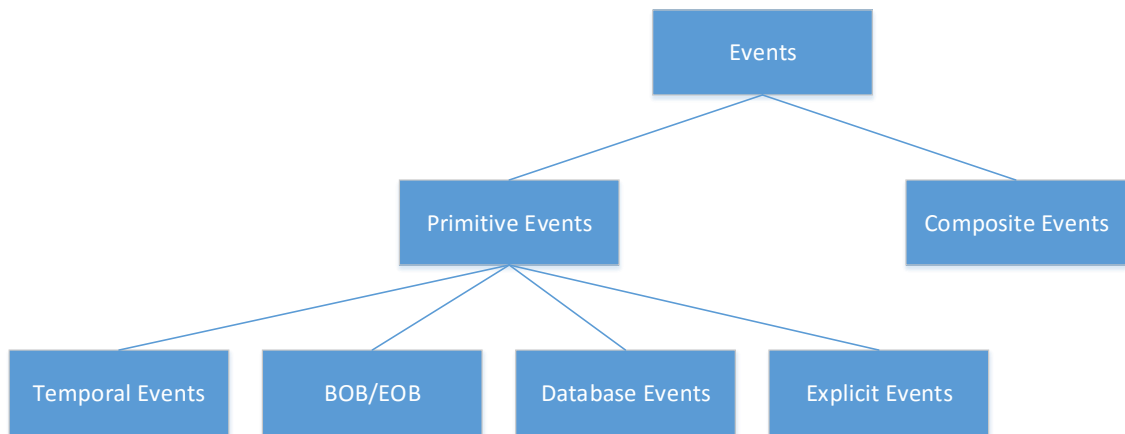 Events
Primitive Events
Composite Events
Temporal Events
BOB/EOB
Database Events
Explicit Events